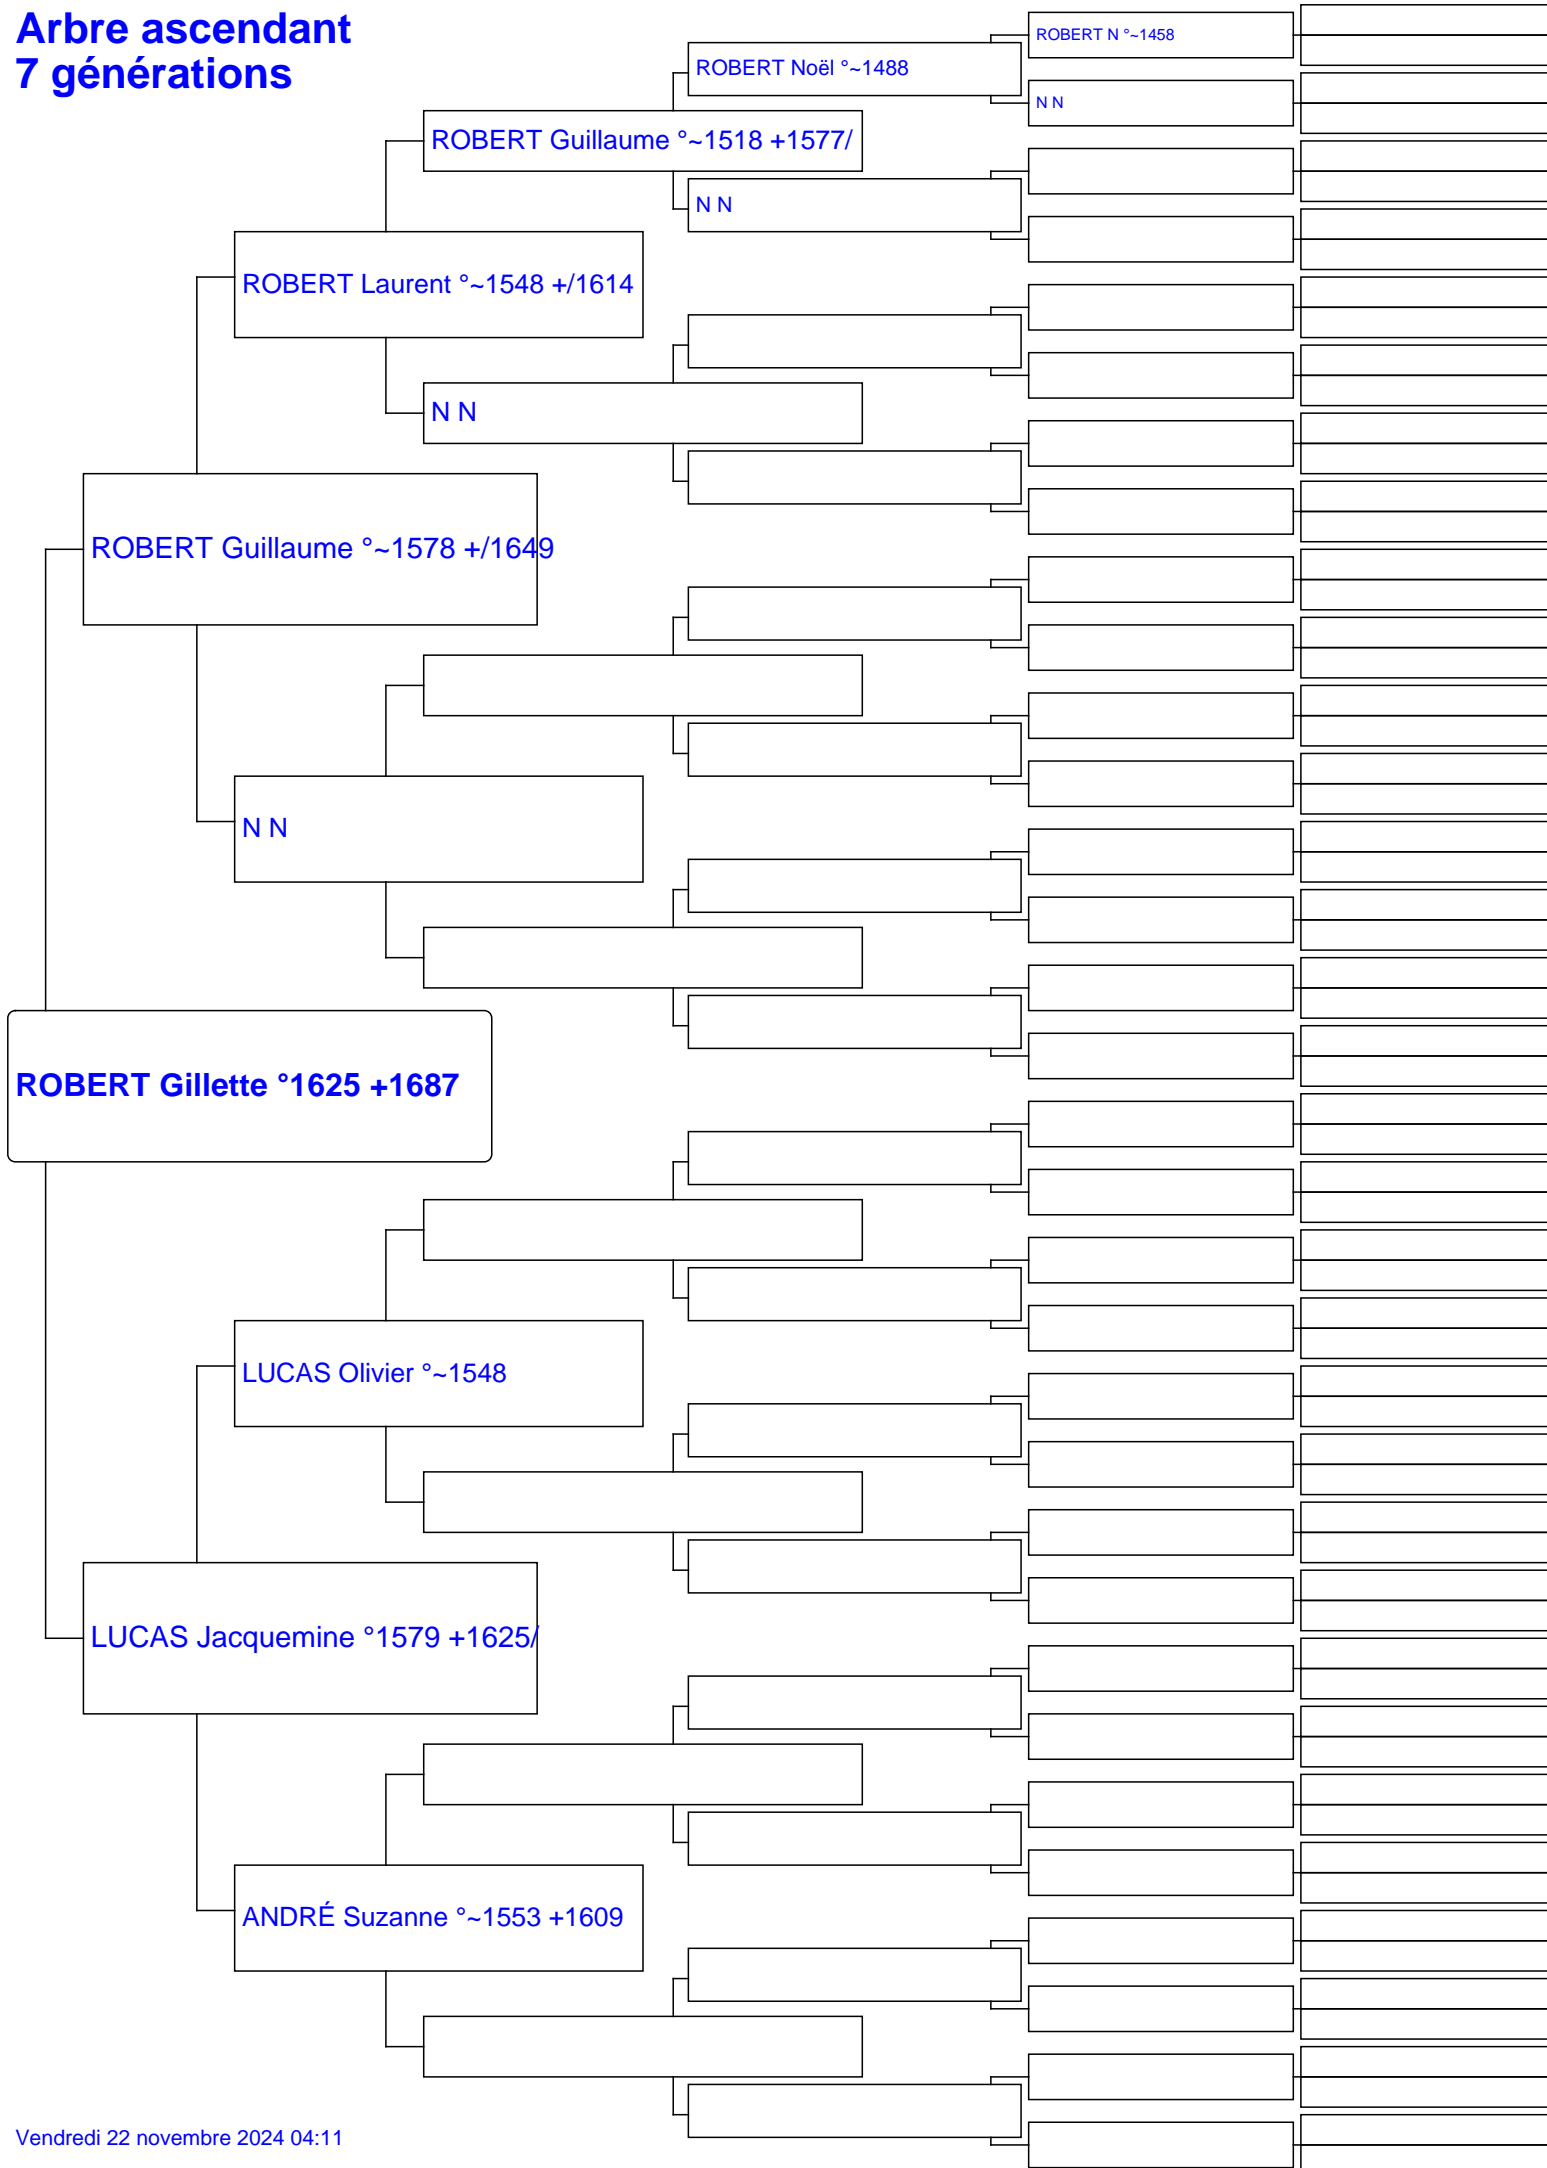 Arbre ascendant
7 générations
ROBERT N °~1458
ROBERT Noël °~1488
N N
ROBERT Guillaume °~1518 +1577/
N N
ROBERT Laurent °~1548 +/1614
N N
ROBERT Guillaume °~1578 +/1649
N N
ROBERT Gillette °1625 +1687
LUCAS Olivier °~1548
LUCAS Jacquemine °1579 +1625/
ANDRÉ Suzanne °~1553 +1609
Vendredi 22 novembre 2024 04:11